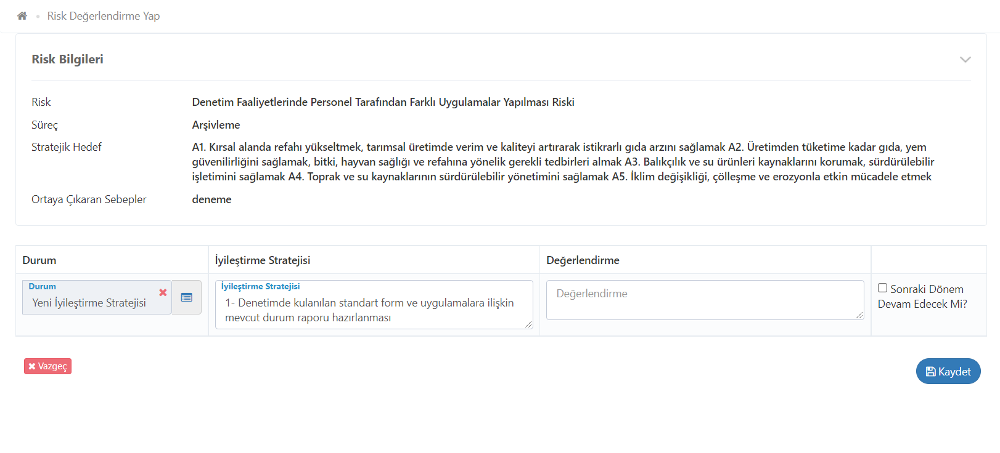 Risk Değerlendirme Yap
Risk Bilgileri
Risk
Denetim Faaliyetlerinde Personel Tarafından Farklı Uygulamalar Yapılması Riski
Süreç
Arşivleme
Stratejik Hedef
A1. Kırsal alanda refahı yükseltmek, tarımsal üretimde verim ve kaliteyi artırarak istikrarlı gıda arzını sağlamak A2. Üretimden tüketime kadar gıda, yem
güvenilirliğini sağlamak, bitki, hayvan sağlığı ve refahına yönelik gerekli tedbirleri almak A3. Balıkçılık ve su ürünleri kaynaklarını korumak, sürdürülebilir
işletimini sağlamak A4. Toprak ve su kaynaklarının sürdürülebilir yönetimini sağlamak A5. İklim değişikliği, çölleşme ve erozyonla etkin mücadele etmek
Ortaya Çıkaran Sebepler
deneme
Durum
İyileştirme Stratejisi
Değerlendirme
Durum
Yeni İyileştirme Stratejisi
İyileştirme Stratejisi
1- Denetimde kulanılan standart form ve uygulamalara ilişkin
mevcut durum raporu hazırlanması
Değerlendirme
Sonraki Dönem
Devam Edecek Mi?
Vazgeç
Kaydet